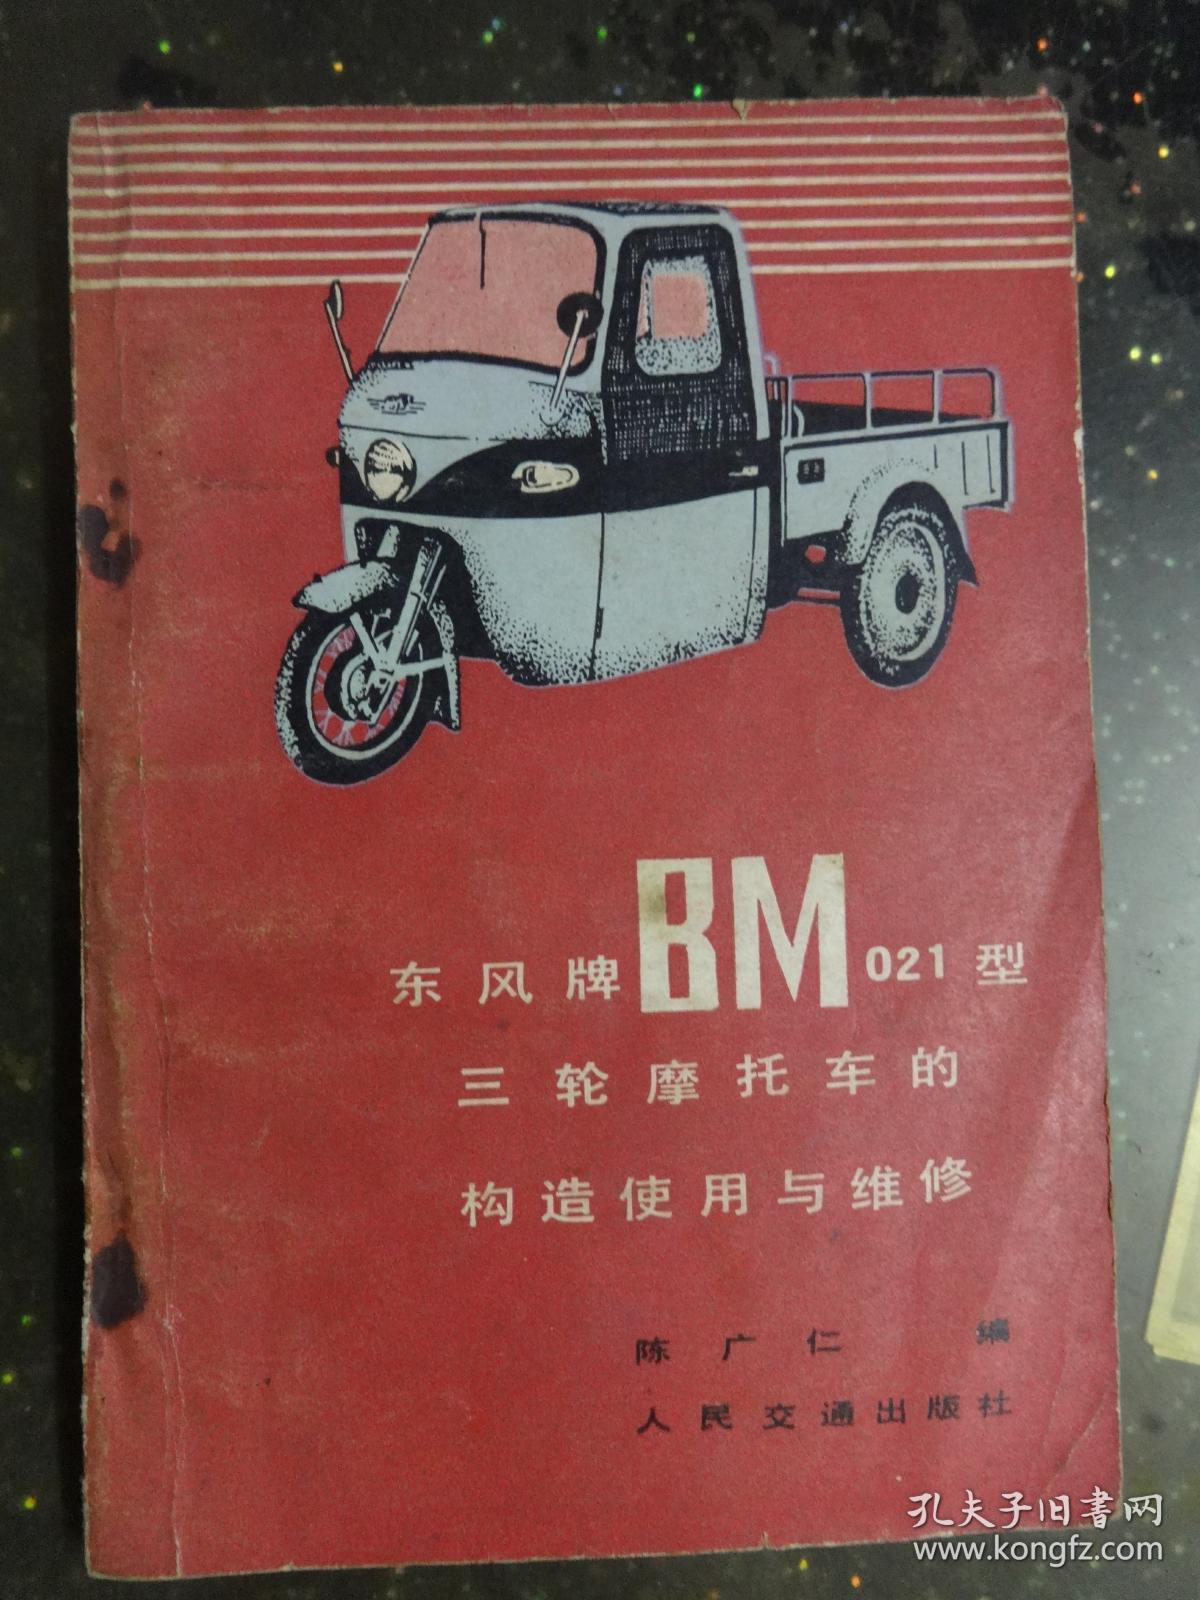 东风牌BM021型
三轮摩托车的
构造使用与维修
陈广仁 编
人民交通出版社
孔夫子旧书网
www.kongfz.com